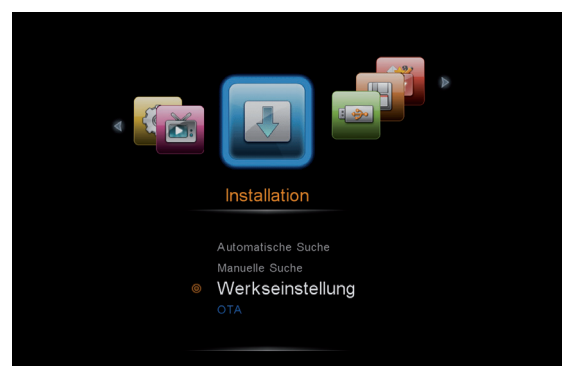 Installation
Automatische Suche
Manuelle Suche
Werkseinstellung
OTA